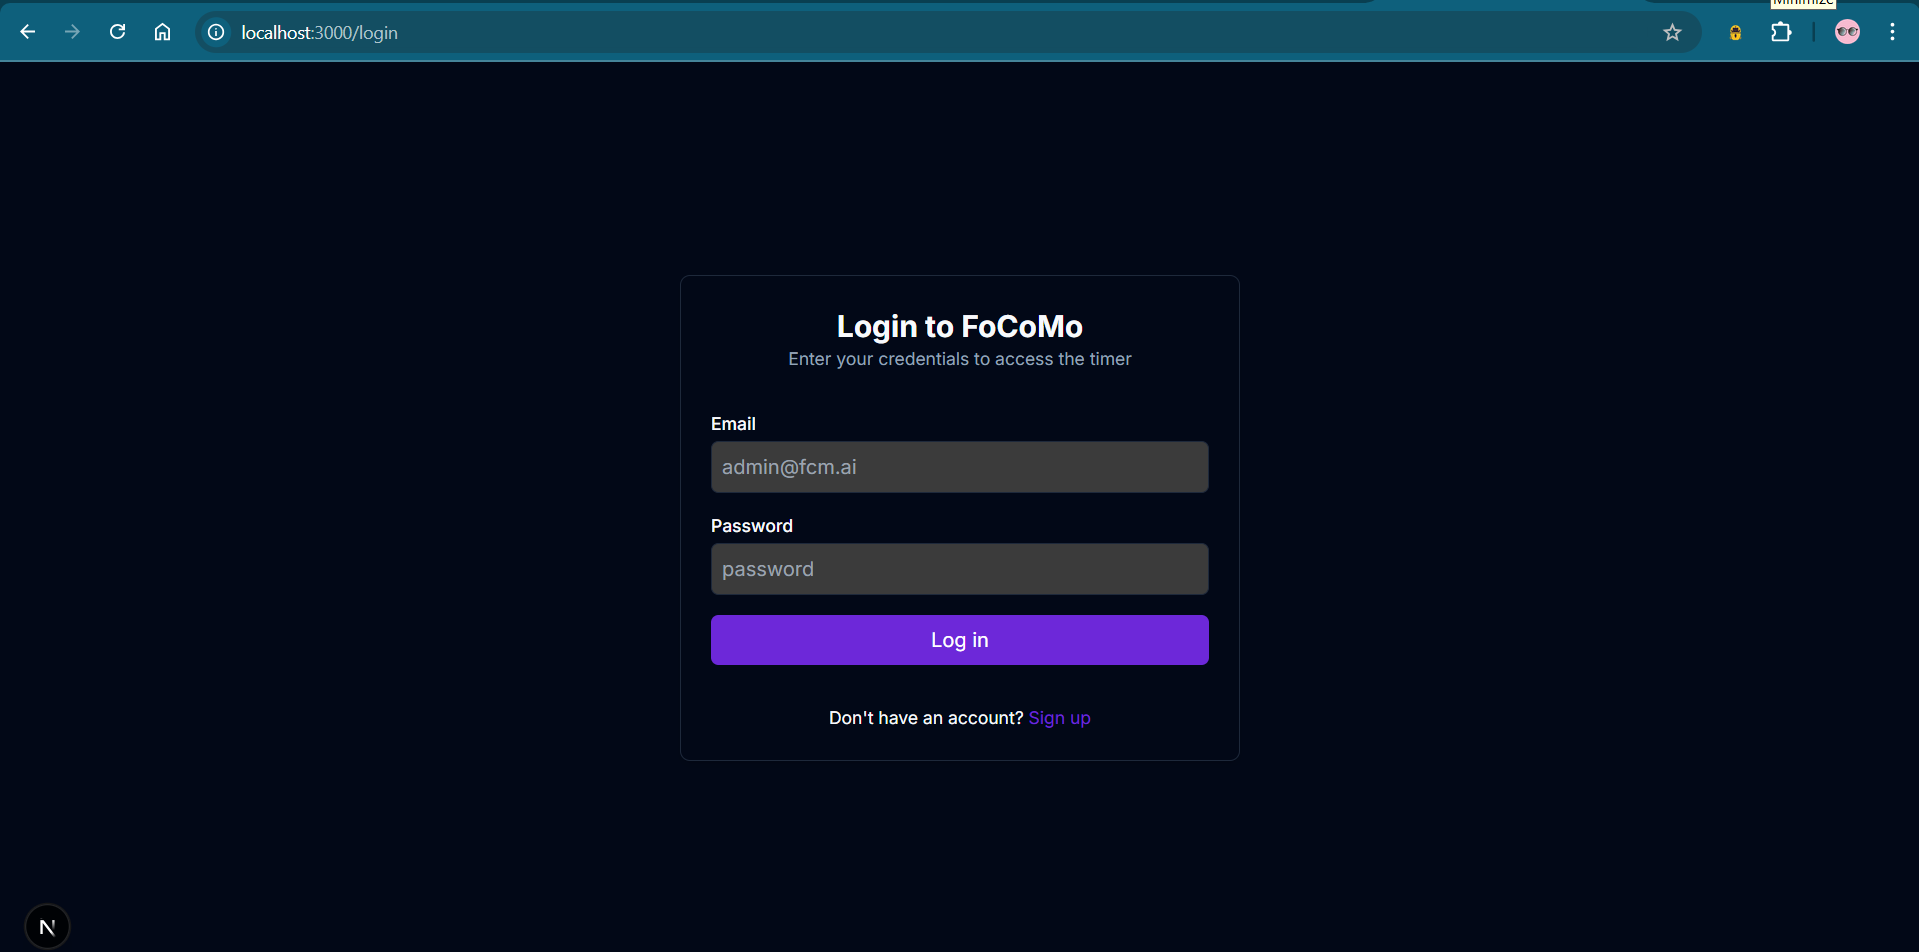 Minimize
localhost:3000/login
Login to FoCoMo
Enter your credentials to access the timer
Email
admin@fcm.ai
Password
password
Log in
Don't have an account? Sign up
N